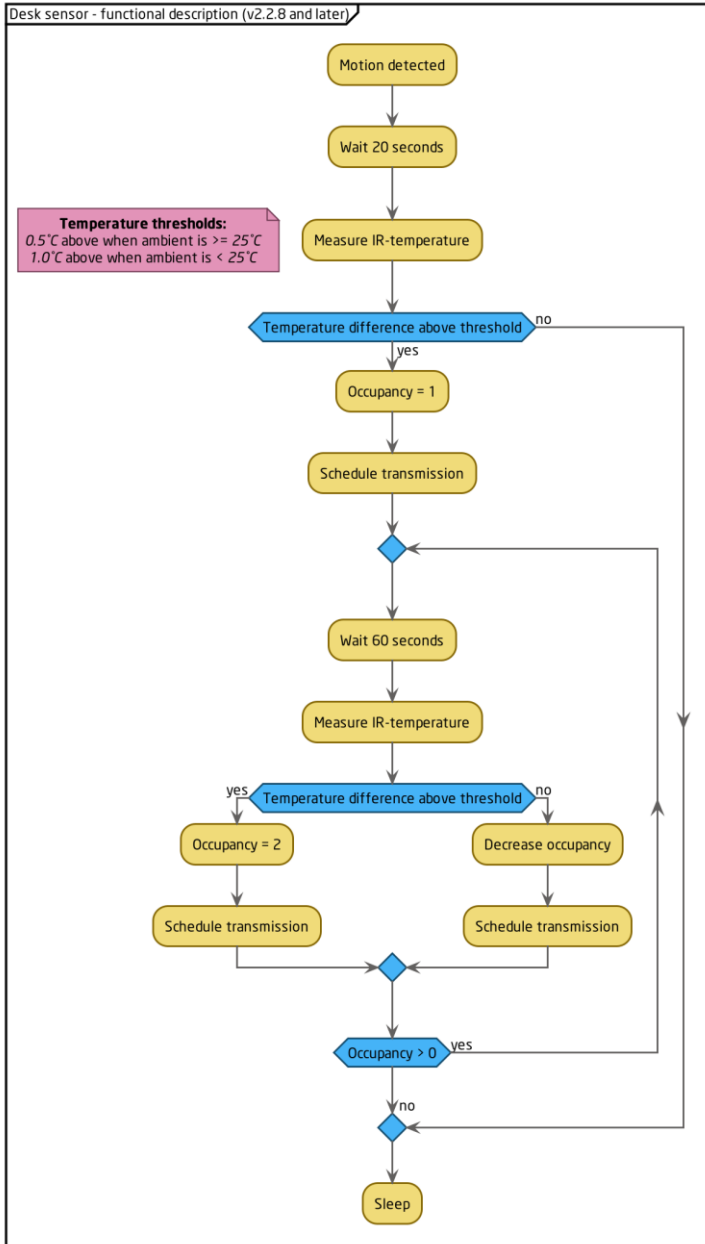 Desk sensor - functional description (v2.2.8 and later)
Motion detected
Wait 20 seconds
Temperature thresholds:
0.5°C above when ambient is >= 25°C
1.0°C above when ambient is < 25°C
Measure IR-temperature
Temperature difference above threshold
no
yes
Occupancy = 1
Schedule transmission
Wait 60 seconds
Measure IR-temperature
yes
Temperature difference above threshold
no
Occupancy = 2
Decrease occupancy
Schedule transmission
Schedule transmission
Occupancy > 0
yes
no
Sleep